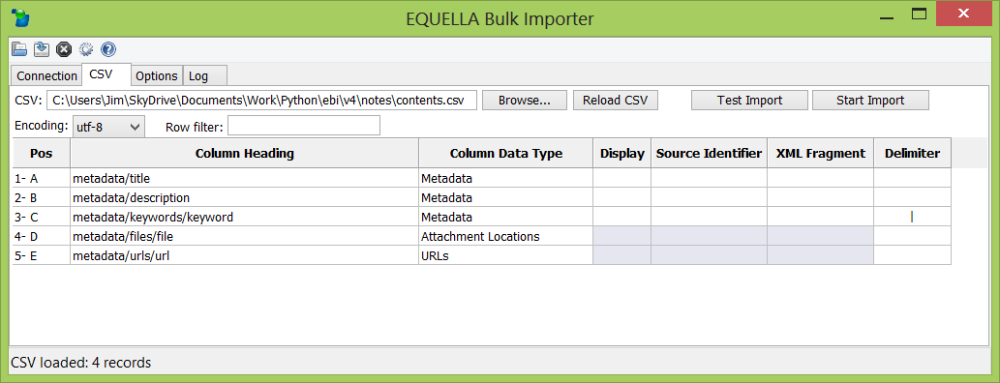 EQUELLA Bulk Importer
Connection CSV Options Log
CSV: C:\Users\Jim\SkyDrive\Documents\Work\Python\ebi\v4\notes\contents.csv Browse... Reload CSV Test Import Start Import
Encoding: utf-8 Row filter:
Pos Column Heading Column Data Type Display Source Identifier XML Fragment Delimiter
1- A metadata/title Metadata
2- B metadata/description Metadata
3- C metadata/keywords/keyword Metadata |
4- D metadata/files/file Attachment Locations
5- E metadata/urls/url URLs
CSV loaded: 4 records